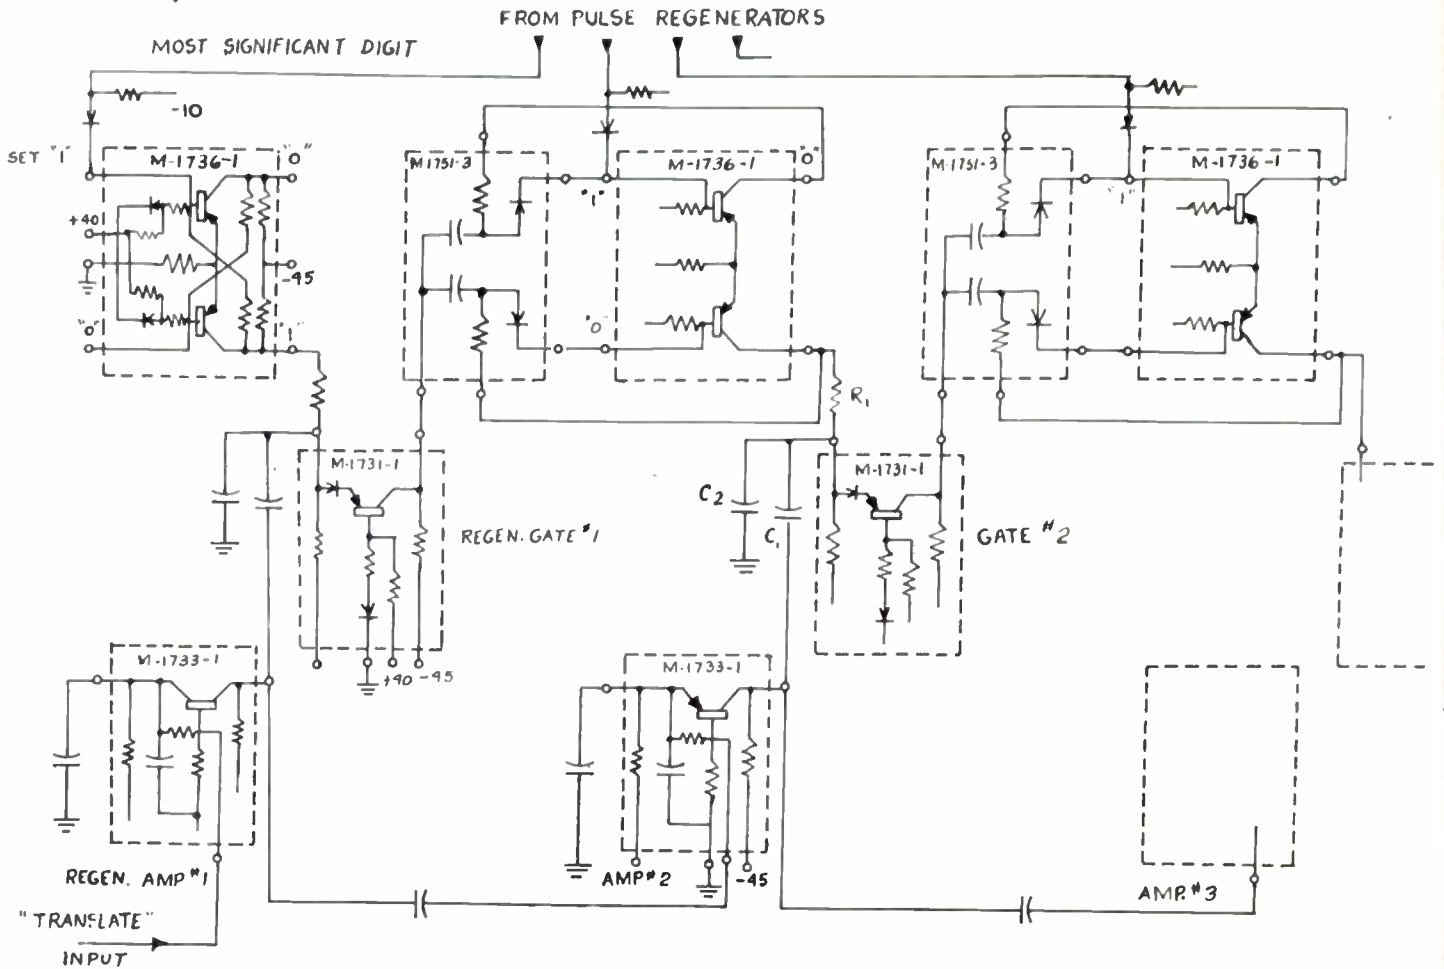 FROM PULSE REGENERATORS
MOST SIGNIFICANT DIGIT
-10
SET "1"
M-1736-1
"0"
M1751-3
M-1736-1
"0"
M-1751-3
M-1736-1
"1"
"1"
+40
-45
"0"
"1"
"0"
R1
M-1731-1
M-1731-1
C2
C1
REGEN. GATE #1
GATE #2
M-1733-1
M-1733-1
+40 -45
REGEN. AMP #1
AMP #2
-45
AMP. #3
"TRANSLATE"
INPUT